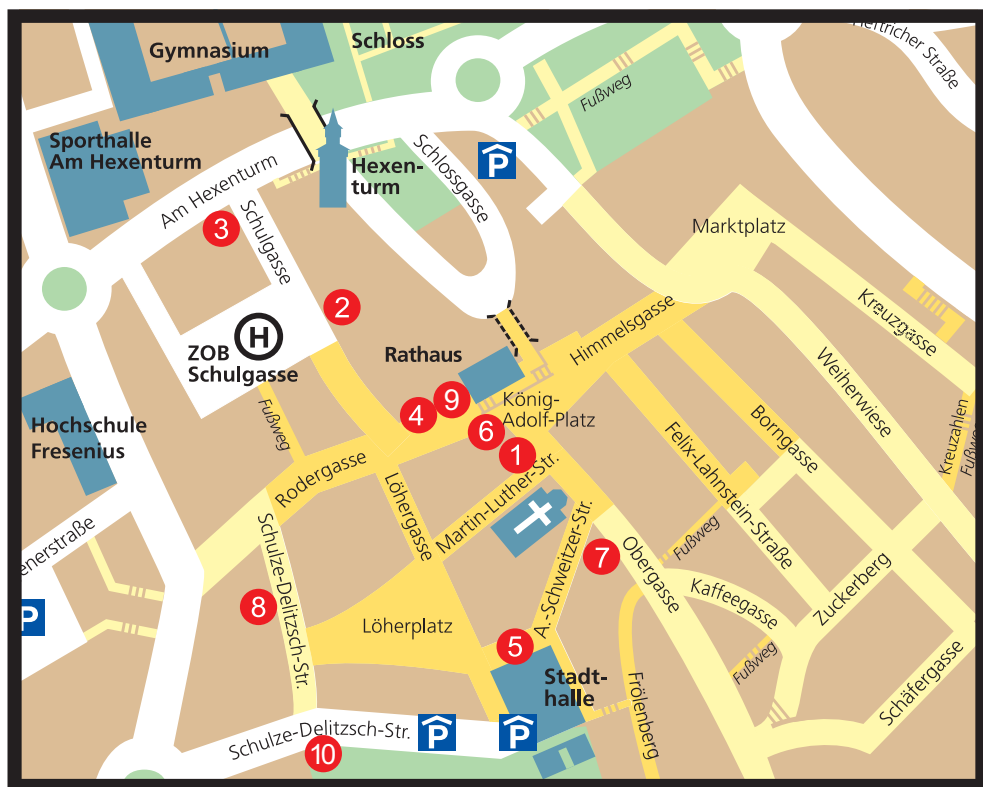 Gymnasium
Schloss
Fußweg
Sporthalle
Am Hexenturm
Hexen-
turm
P
Am Hexenturm
Schlossgasse
3
Schulgasse
Marktplatz
2
H
ZOB
Schulgasse
Rathaus
Himmelsgasse
Kreuzgasse
Weiherwiese
Hochschule
Fresenius
Fußweg
4
9
6
1
König-
Adolf-Platz
Borngasse
Kreuzahlen
Rodergasse
Löhergasse
Martin-Luther-Str.
Felix-Lahnstein-Straße
Fußweg
Schulze-Delitzsch-Str.
A.-Schweitzer-Str.
7
Obergasse
Kaffeegasse
Zuckerberg
P
8
Löherplatz
5
Stadt-
halle
Fußweg
Frölenberg
Schäfergasse
Schulze-Delitzsch-Str.
P
P
10